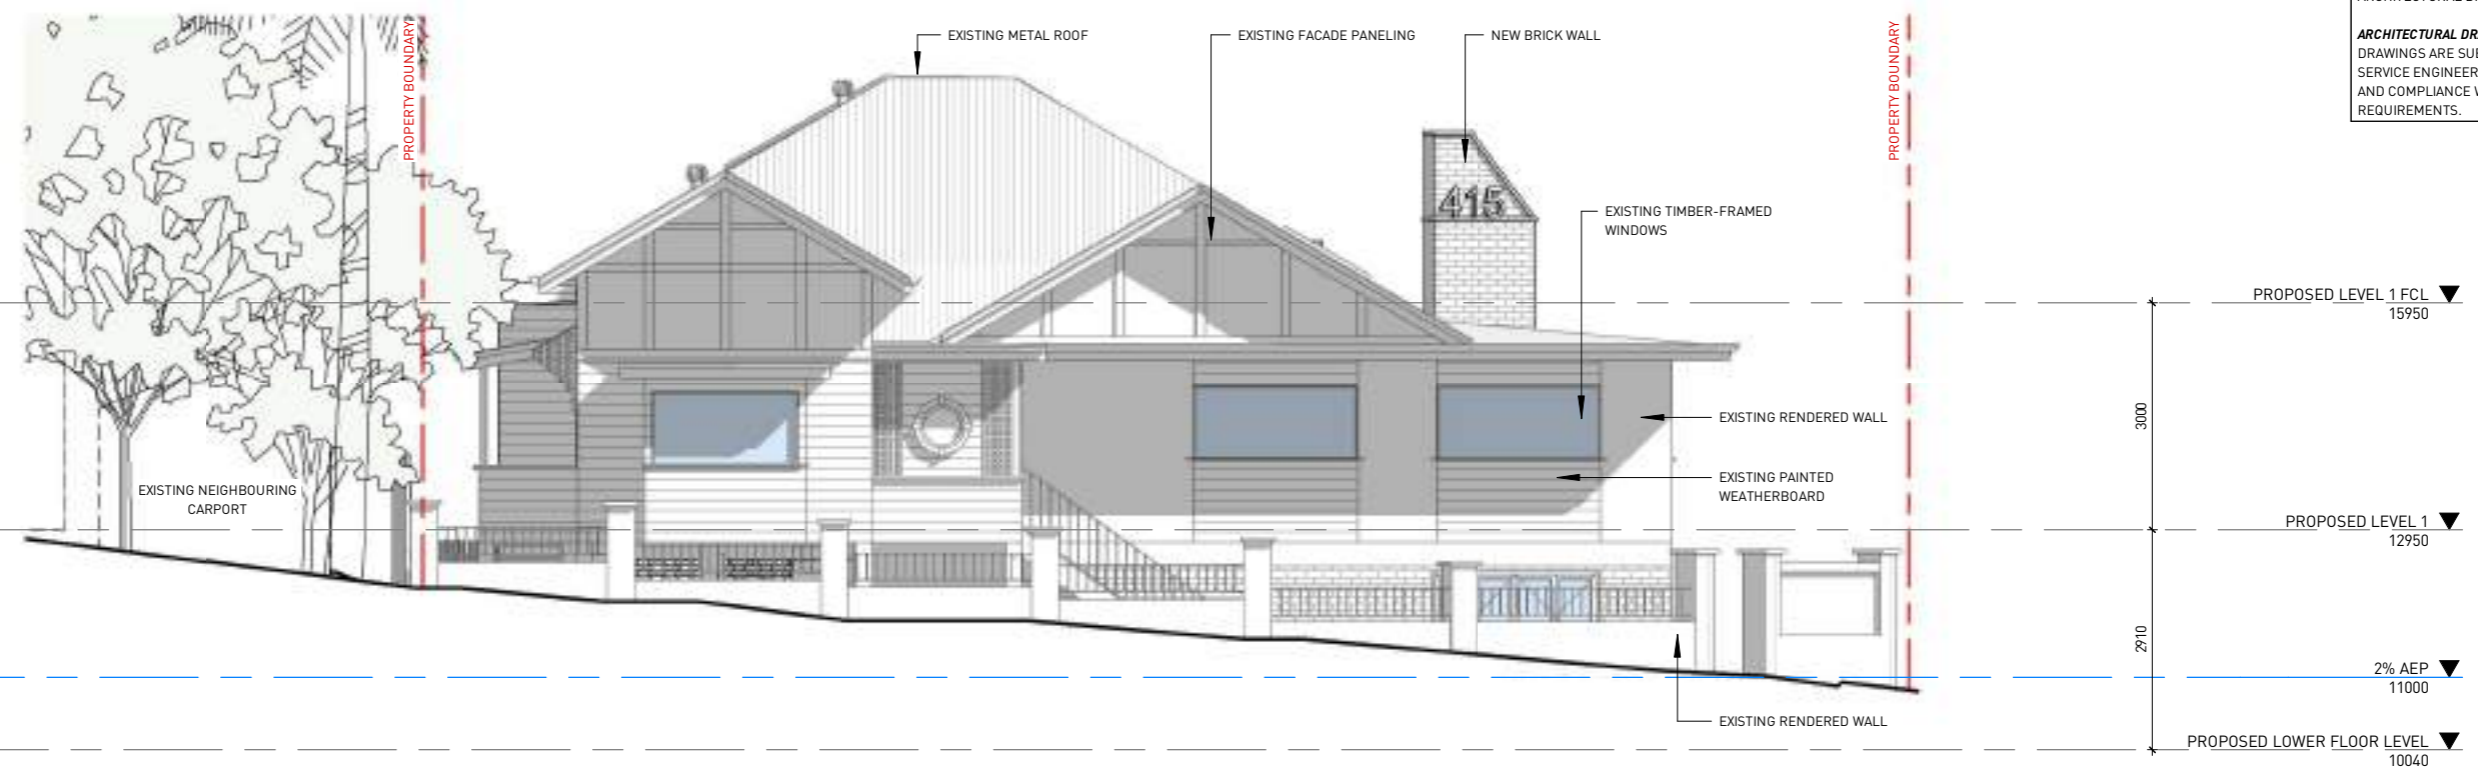 ARCHITECTURAL DR
DRAWINGS ARE SU
SERVICE ENGINEER
AND COMPLIANCE
REQUIREMENTS.
PROPERTY BOUNDARY
EXISTING METAL ROOF
EXISTING FACADE PANELING
NEW BRICK WALL
PROPERTY BOUNDARY
415
EXISTING TIMBER-FRAMED
WINDOWS
PROPOSED LEVEL 1 FCL
15950
3000
EXISTING RENDERED WALL
EXISTING PAINTED
WEATHERBOARD
EXISTING NEIGHBOURING
CARPORT
PROPOSED LEVEL 1
12950
2910
2% AEP
11000
EXISTING RENDERED WALL
PROPOSED LOWER FLOOR LEVEL
10040